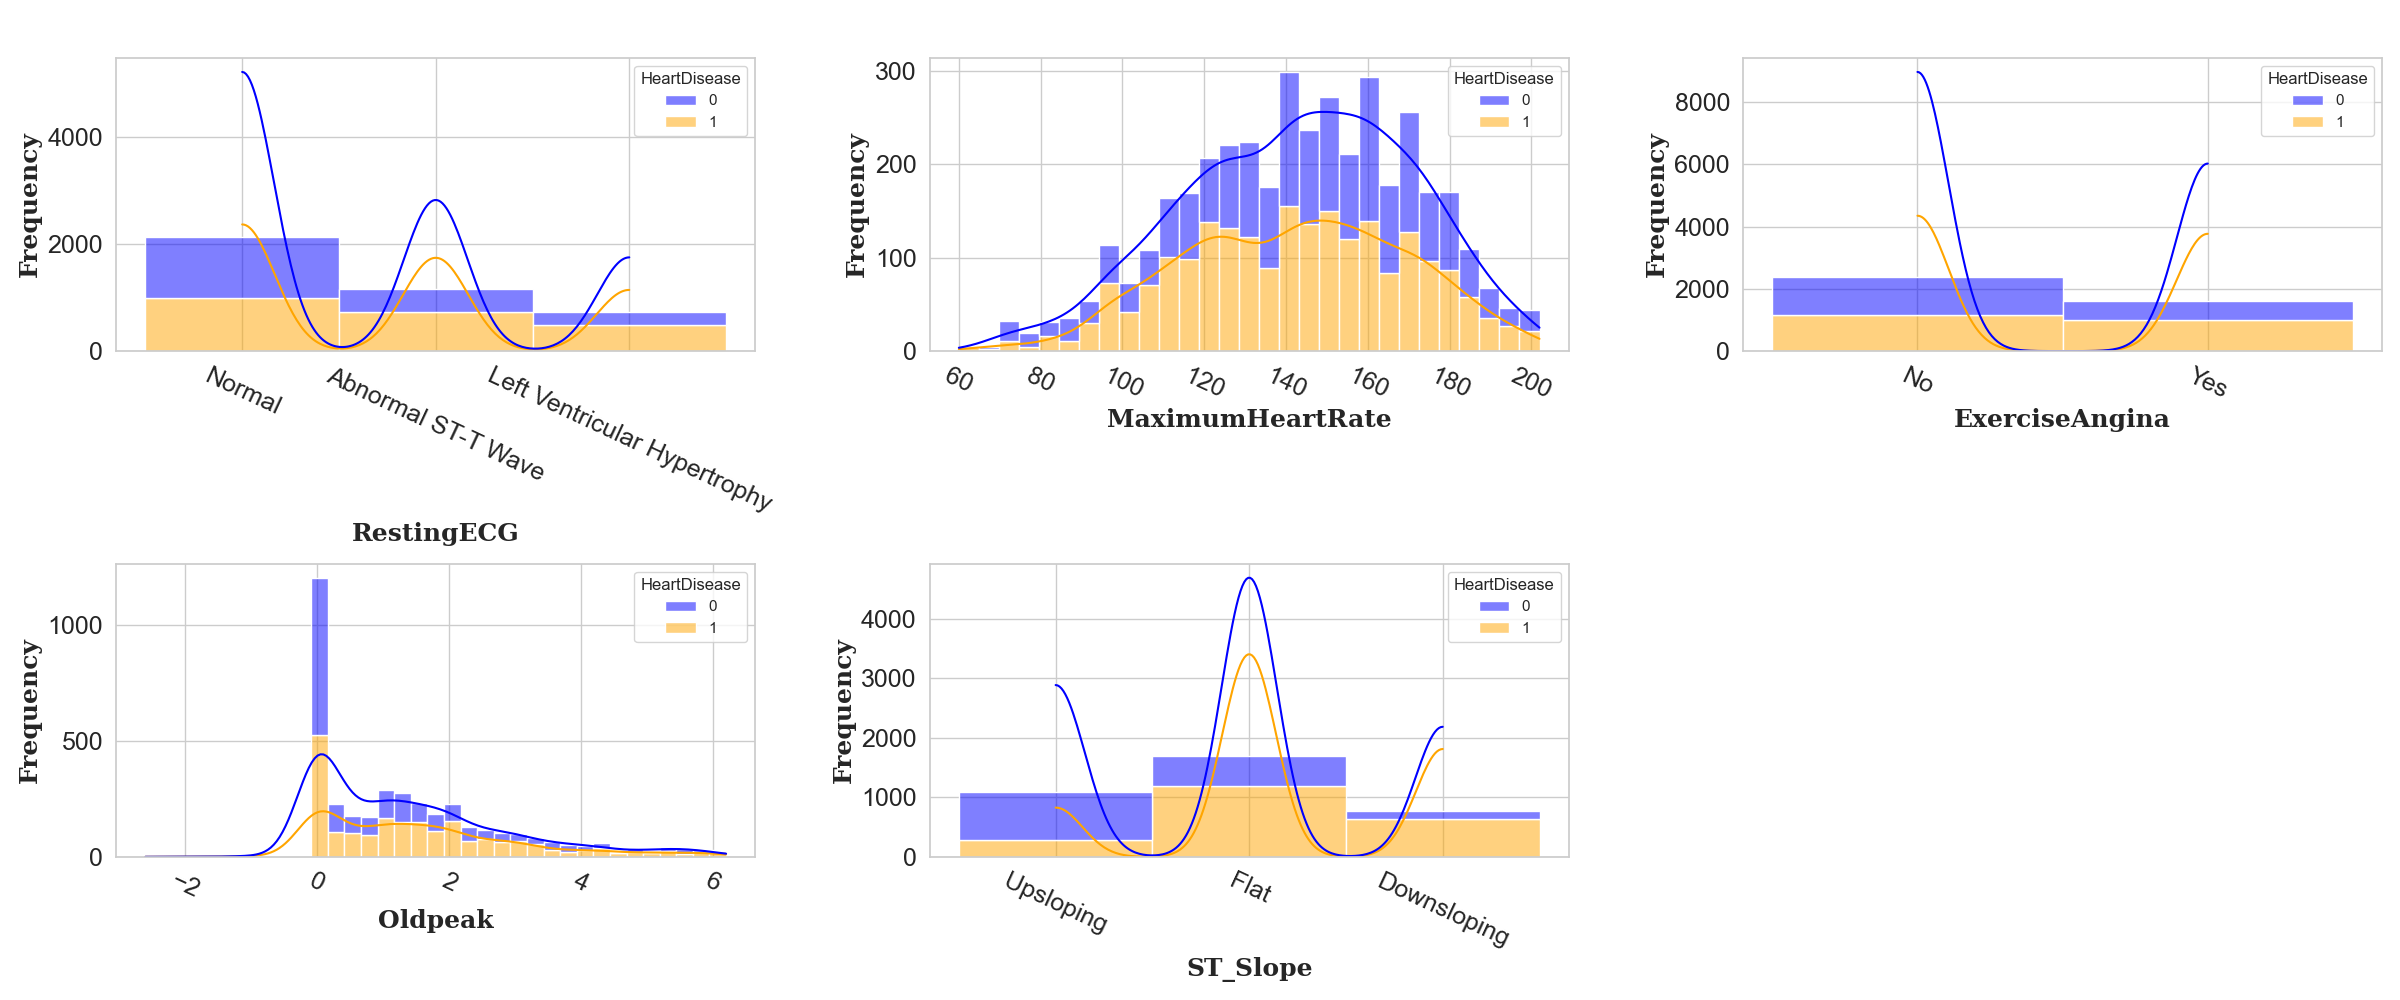 Frequency
4000
2000
0
HeartDisease
0
1
Normal
Abnormal ST-T Wave
Left Ventricular Hypertrophy
RestingECG
Frequency
300
200
100
0
HeartDisease
0
1
60
80
100
120
140
160
180
200
MaximumHeartRate
Frequency
8000
6000
4000
2000
0
HeartDisease
0
1
No
Yes
ExerciseAngina
Frequency
1000
500
0
HeartDisease
0
1
−2
0
2
4
6
Oldpeak
Frequency
4000
3000
2000
1000
0
HeartDisease
0
1
Upsloping
Flat
Downsloping
ST_Slope